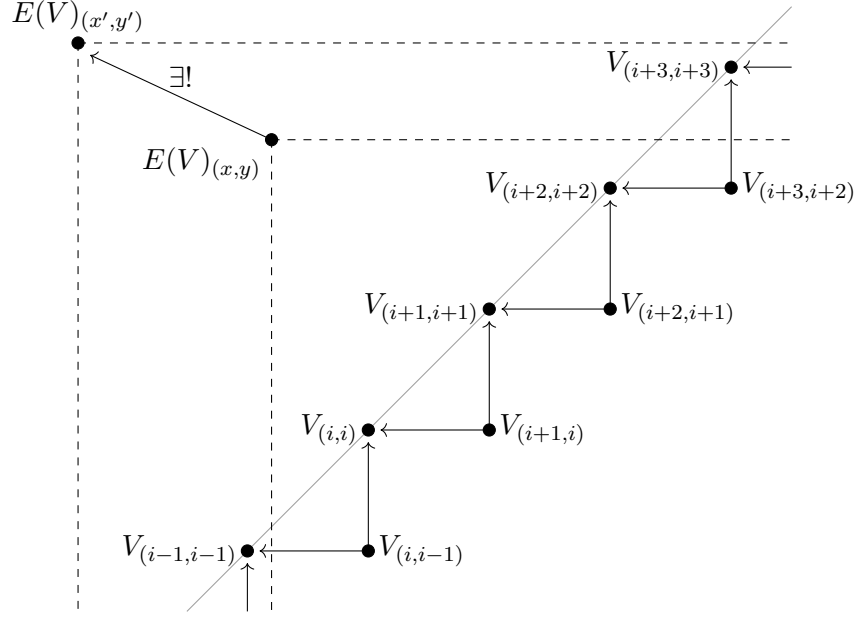 E(V)_{(x',y')}
∃!
V_{(i+3,i+3)}
E(V)_{(x,y)}
V_{(i+2,i+2)}
V_{(i+3,i+2)}
V_{(i+1,i+1)}
V_{(i+2,i+1)}
V_{(i,i)}
V_{(i+1,i)}
V_{(i−1,i−1)}
V_{(i,i−1)}